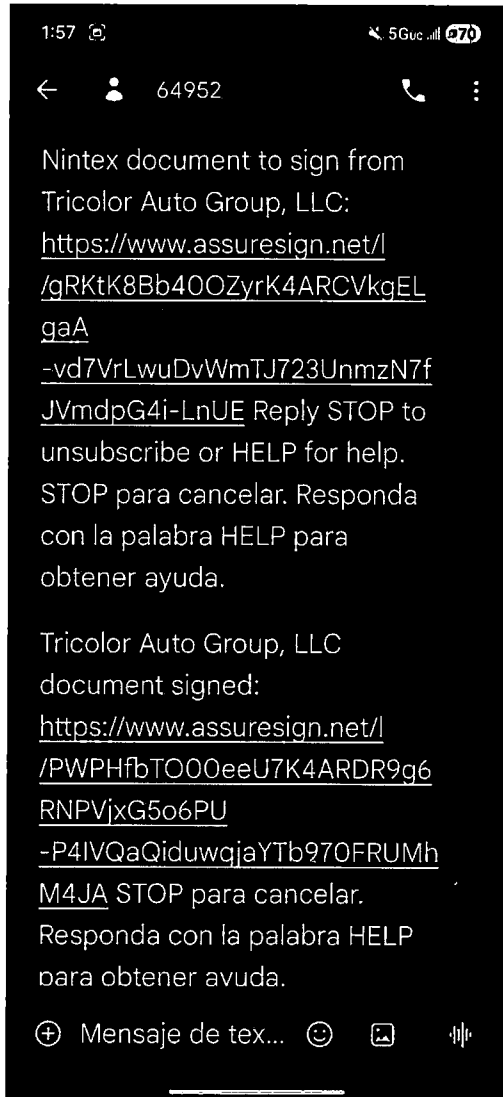 1:57 5Guc 70
64952
Nintex document to sign from
Tricolor Auto Group, LLC:
https://www.assuresign.net/l
/gRKtK8Bb40OZyrK4ARCVkgEL
gaA
-vd7VrLwuDvWmTJ723UnmzN7f
JVmdpG4i-LnUE Reply STOP to
unsubscribe or HELP for help.
STOP para cancelar. Responda
con la palabra HELP para
obtener ayuda.
Tricolor Auto Group, LLC
document signed:
https://www.assuresign.net/l
/PWPHfbTO00eeU7K4ARDR9g6
RNPVjxG5o6PU
-P4IVQaQiduwqjaYTb970FRUMh
M4JA STOP para cancelar.
Responda con la palabra HELP
para obtener ayuda.
Mensaje de tex...